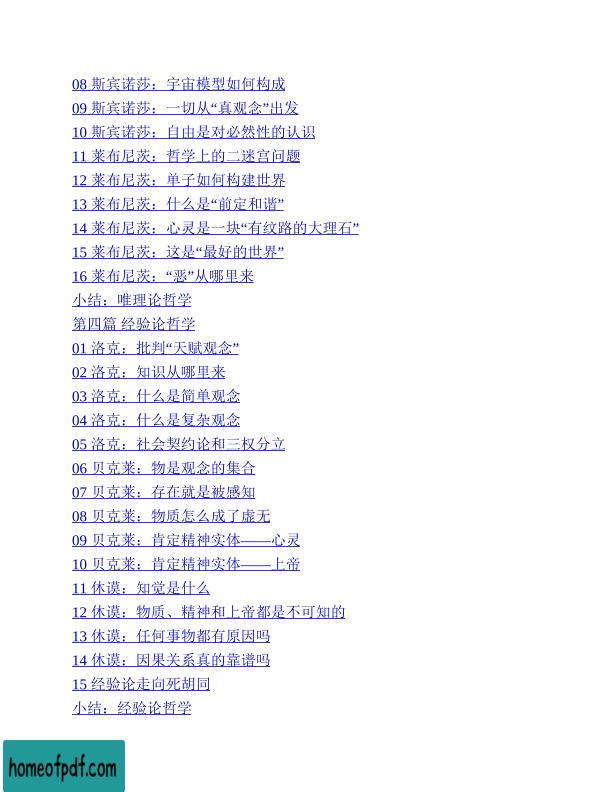 08 斯宾诺莎：宇宙模型如何构成
09 斯宾诺莎：一切从“真观念”出发
10 斯宾诺莎：自由是对必然性的认识
11 莱布尼茨：哲学上的二迷宫问题
12 莱布尼茨：单子如何构建世界
13 莱布尼茨：什么是“前定和谐”
14 莱布尼茨：心灵是一块“有纹路的大理石”
15 莱布尼茨：这是“最好的世界”
16 莱布尼茨：“恶”从哪里来
小结：唯理论哲学
第四篇 经验论哲学
01 洛克：批判“天赋观念”
02 洛克：知识从哪里来
03 洛克：什么是简单观念
04 洛克：什么是复杂观念
05 洛克：社会契约论和三权分立
06 贝克莱：物是观念的集合
07 贝克莱：存在就是被感知
08 贝克莱：物质怎么成了虚无
09 贝克莱：肯定精神实体——心灵
10 贝克莱：肯定精神实体——上帝
11 休谟：知觉是什么
12 休谟：物质、精神和上帝都是不可知的
13 休谟：任何事物都有原因吗
14 休谟：因果关系真的靠谱吗
15 经验论走向死胡同
小结：经验论哲学
homeofpdf.com